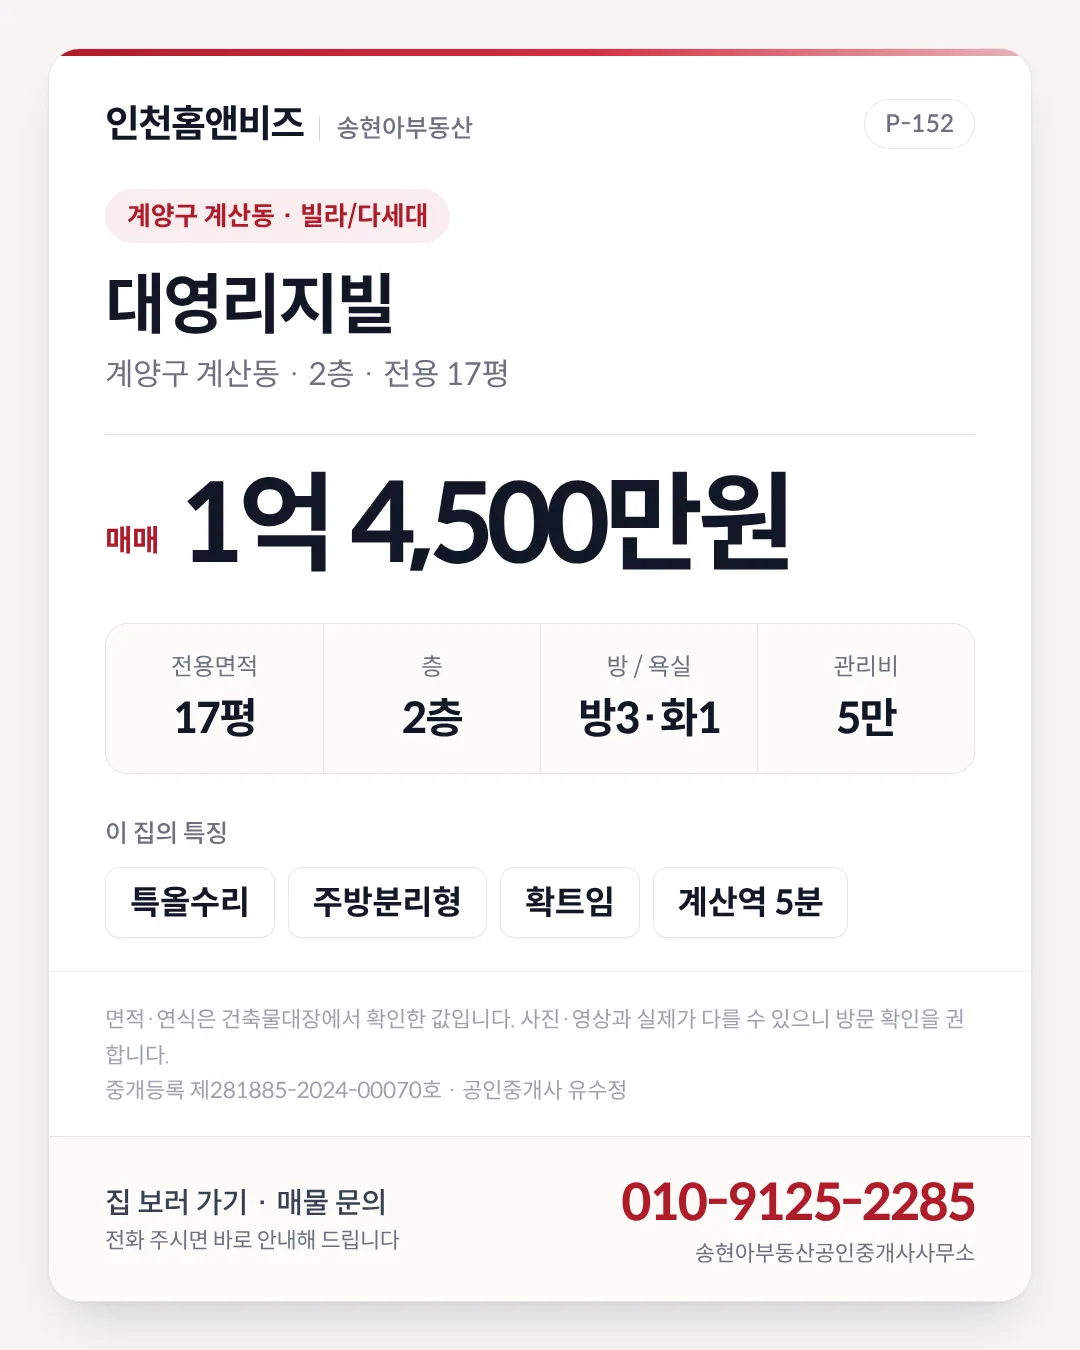 인천홈앤비즈 | 송현아부동산
P-152
계양구 계산동 · 빌라/다세대
대영리지빌
계양구 계산동 · 2층 · 전용 17평
매매 1억 4,500만원
전용면적 층 방 / 욕실 관리비
17평 2층 방3·화1 5만
이 집의 특징
특올수리 주방분리형 확트임 계산역 5분
면적·연식은 건축물대장에서 확인한 값입니다. 사진·영상과 실제가 다를 수 있으니 방문 확인을 권
합니다.
중개등록 제281885-2024-00070호 · 공인중개사 유수정
집 보러 가기 · 매물 문의
전화 주시면 바로 안내해 드립니다
010-9125-2285
송현아부동산공인중개사사무소